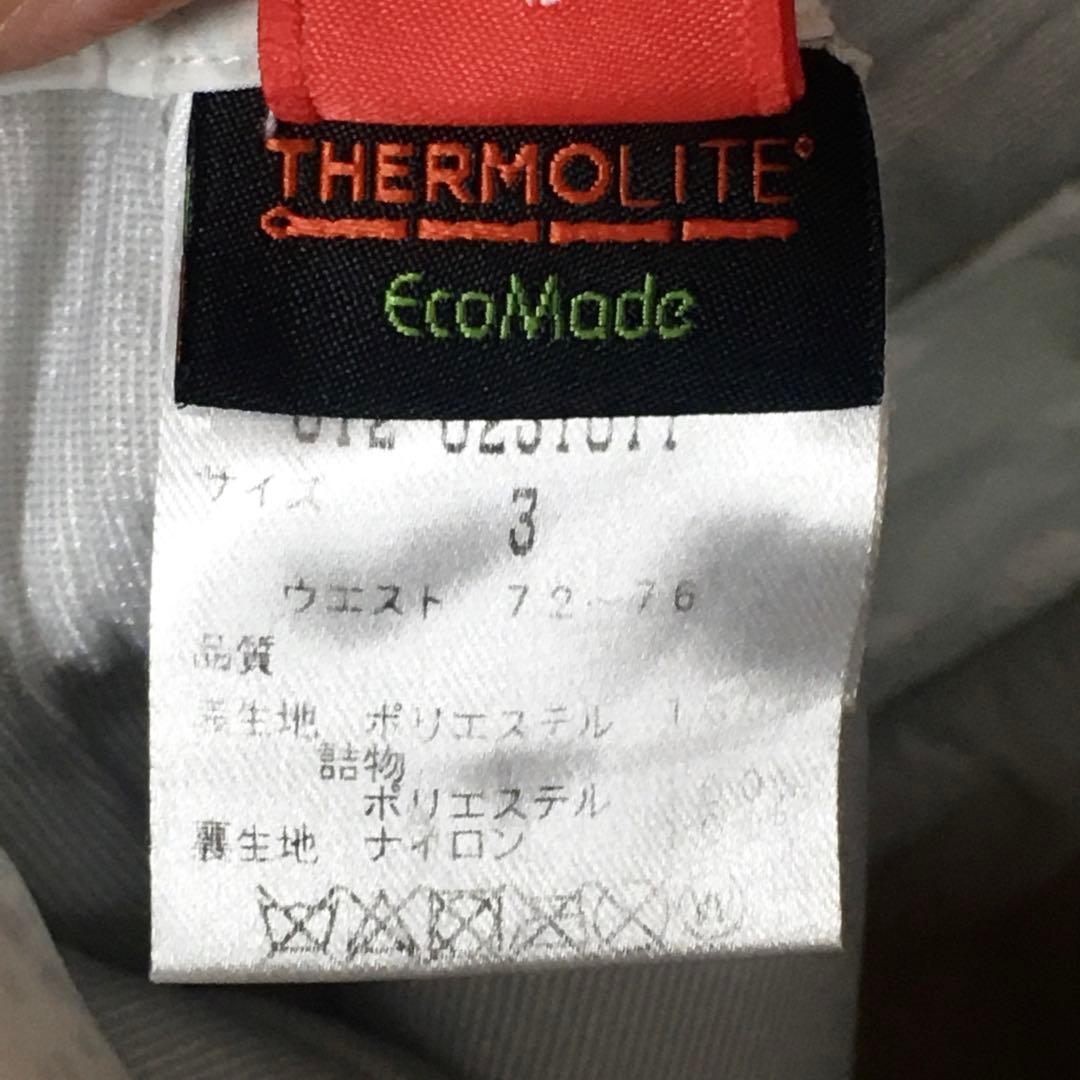 THERMOLITE°
EcoMade
サイズ
3
ウエスト 72~76
品質
表生地 ポリエステル
詰物
ポリエステル
裏生地 ナイロン